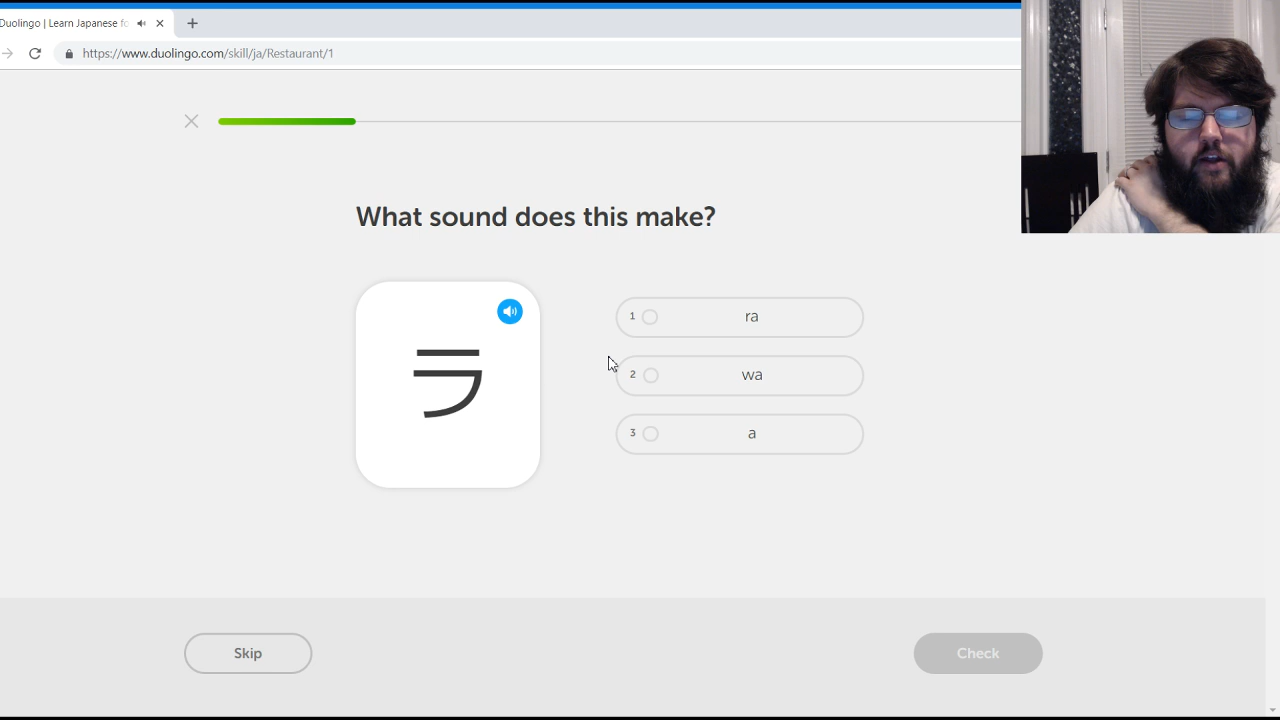 Duolingo | Learn Japanese fo
https://www.duolingo.com/skill/ja/Restaurant/1
What sound does this make?
ラ
1 ra
2 wa
3 a
Skip
Check